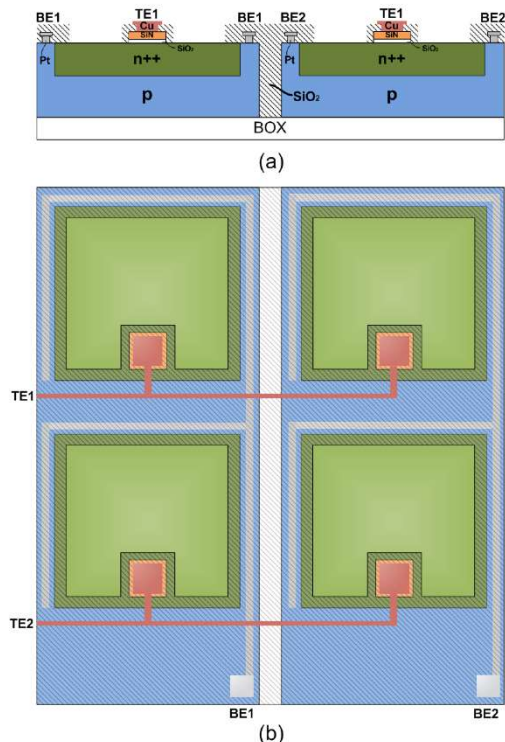 BE1 TE1 BE1 BE2 TE1 BE2
Cu Cu
SiN SiN
Pt SiO₂ Pt SiO₂
n++ n++
p SiO₂ p
BOX
(a)
TE1
TE2
BE1 BE2
(b)